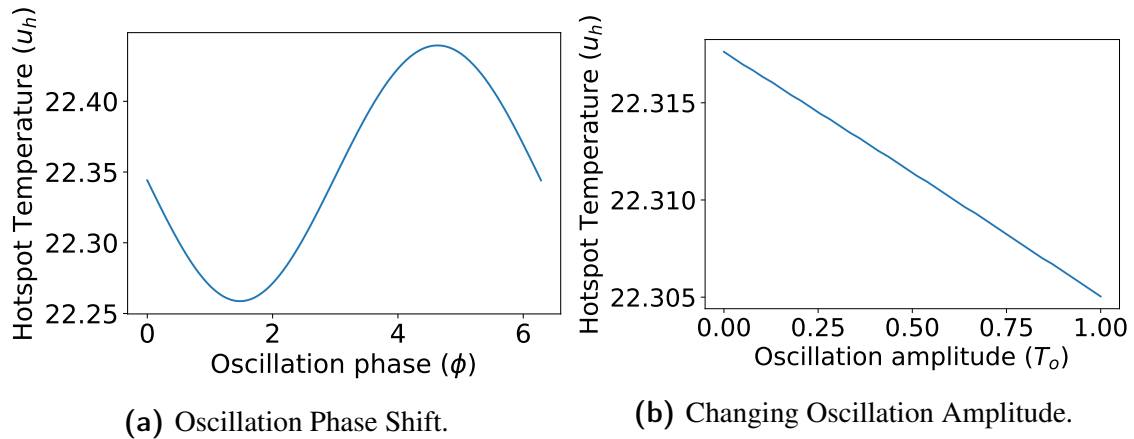 Hotspot Temperature (u_h)
22.40
22.35
22.30
22.25
0 2 4 6
Oscillation phase (ϕ)
(a) Oscillation Phase Shift.
Hotspot Temperature (u_h)
22.315
22.310
22.305
0.00 0.25 0.50 0.75 1.00
Oscillation amplitude (T_o)
(b) Changing Oscillation Amplitude.